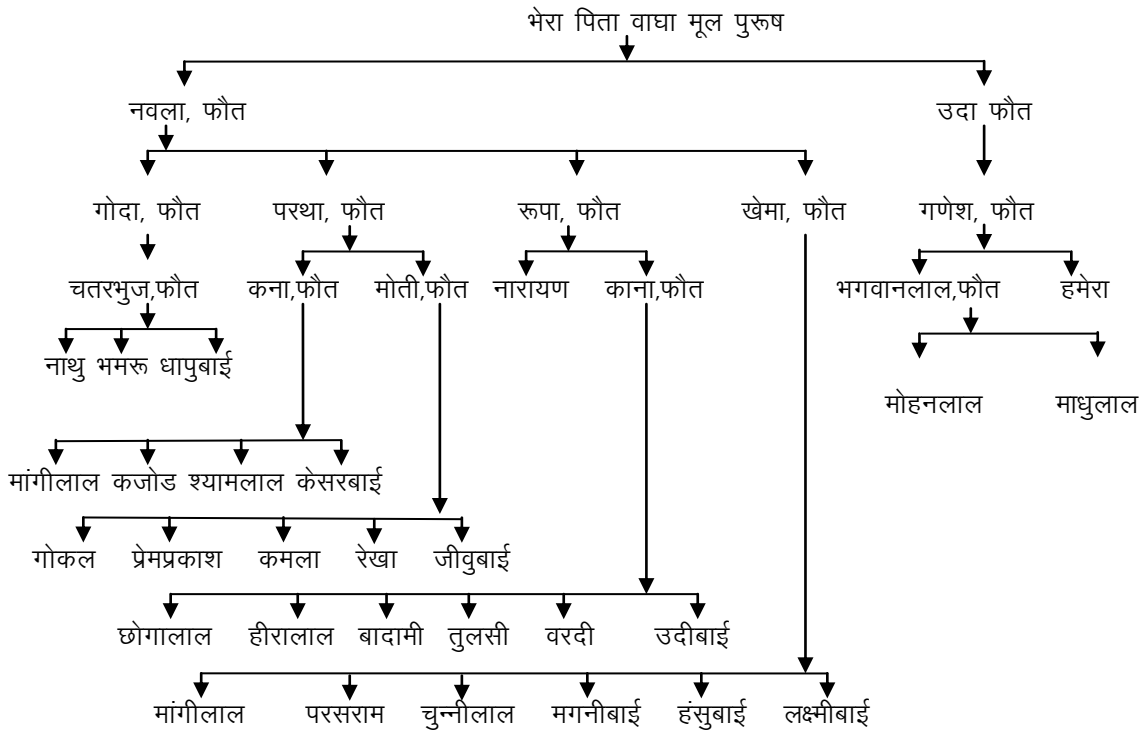 भेरा पिता वाघा मूल पुरूष
नवला, फौत उदा फौत
गोदा, फौत परथा, फौत रूपा, फौत खेमा, फौत गणेश, फौत
चतरभुज,फौत कना,फौत मोती,फौत नारायण काना,फौत भगवानलाल,फौत हमेरा
नाथु भमरू धापुबाई
मोहनलाल माधुलाल
मांगीलाल कजोड श्यामलाल केसरबाई
गोकल प्रेमप्रकाश कमला रेखा जीवुबाई
छोगालाल हीरालाल बादामी तुलसी वरदी उदीबाई
मांगीलाल परसराम चुन्नीलाल मगनीबाई हंसुबाई लक्ष्मीबाई